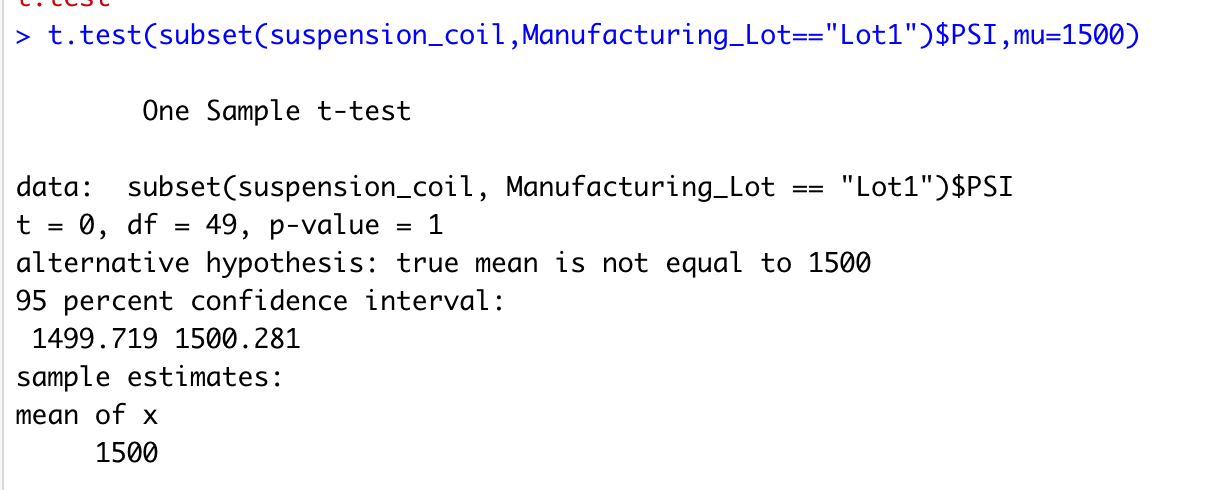 t.test
> t.test(subset(suspension_coil,Manufacturing_Lot=="Lot1")$PSI,mu=1500)
One Sample t-test
data:  subset(suspension_coil, Manufacturing_Lot == "Lot1")$PSI
t = 0, df = 49, p-value = 1
alternative hypothesis: true mean is not equal to 1500
95 percent confidence interval:
 1499.719 1500.281
sample estimates:
mean of x
1500